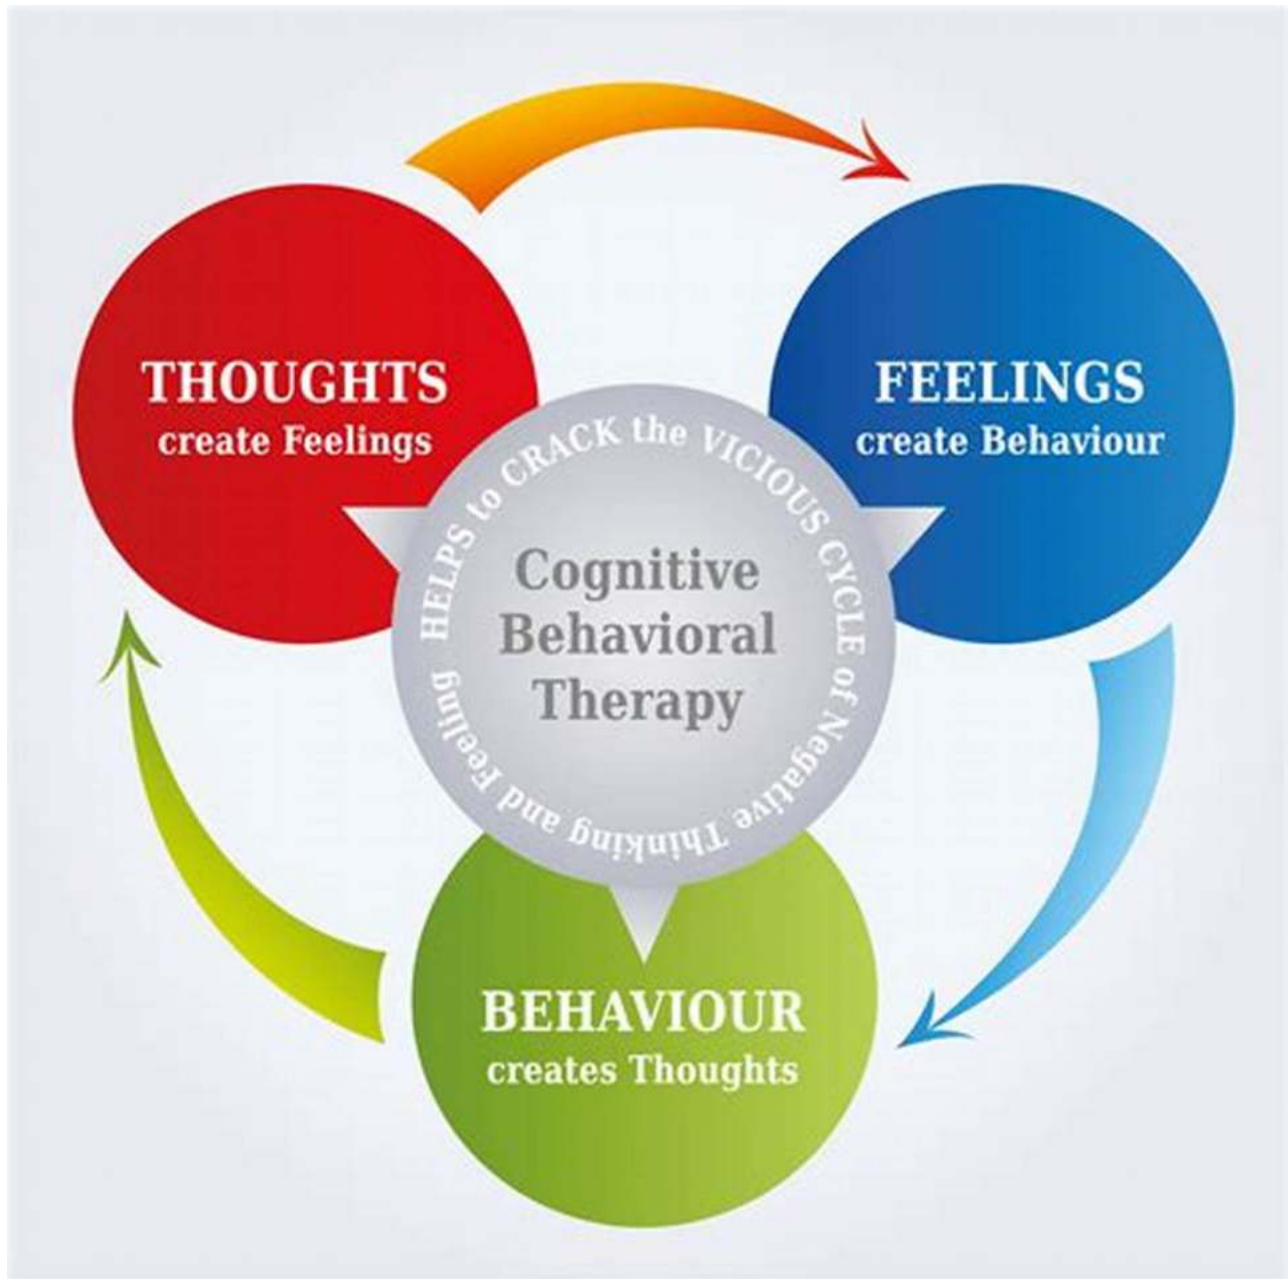 THOUGHTS
create Feelings
FEELINGS
create Behaviour
HELPS to CRACK the VICIOUS CYCLE of Negative Thinking and Feeling
Cognitive
Behavioral
Therapy
BEHAVIOUR
creates Thoughts